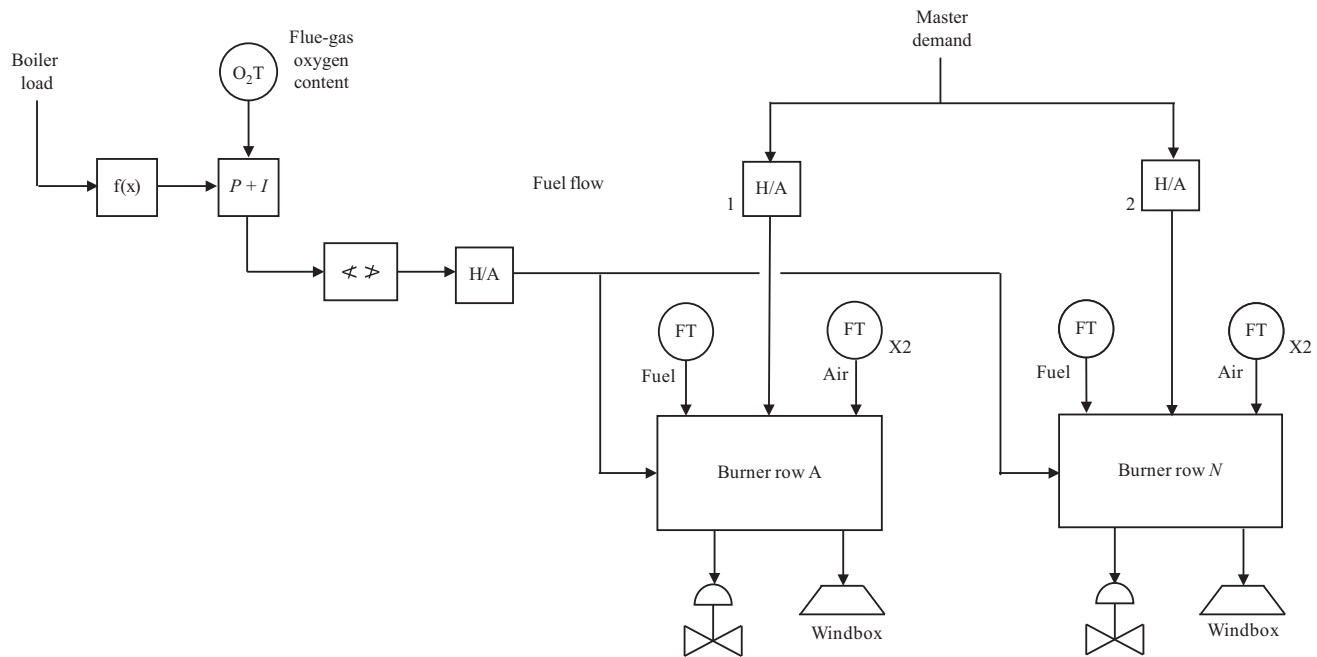 Master
demand
Flue-gas
oxygen
content
Boiler
load
O₂T
f(x)
P + I
Fuel flow
1
H/A
2
H/A
≮ ≯
H/A
FT
FT
X2
Fuel
Air
FT
FT
X2
Fuel
Air
Burner row A
Burner row N
Windbox
Windbox